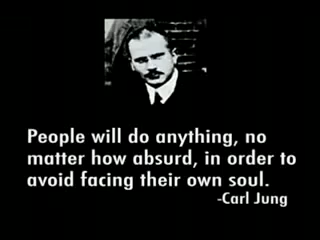 People will do anything, no
matter how absurd, in order to
avoid facing their own soul.
-Carl Jung